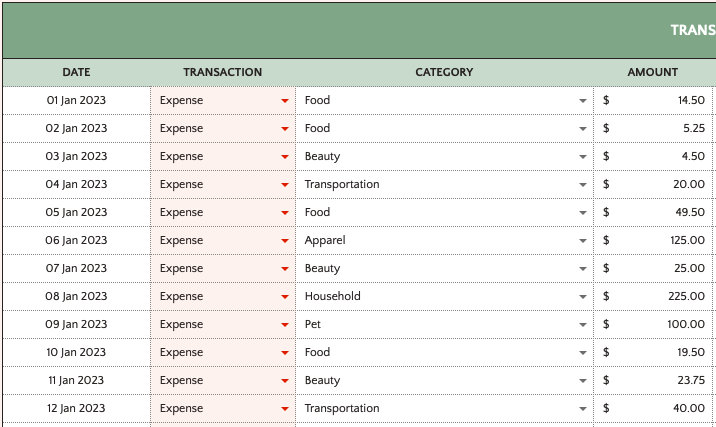 TRANS
DATE TRANSACTION CATEGORY AMOUNT
01 Jan 2023 Expense Food $ 14.50
02 Jan 2023 Expense Food $ 5.25
03 Jan 2023 Expense Beauty $ 4.50
04 Jan 2023 Expense Transportation $ 20.00
05 Jan 2023 Expense Food $ 49.50
06 Jan 2023 Expense Apparel $ 125.00
07 Jan 2023 Expense Beauty $ 25.00
08 Jan 2023 Expense Household $ 225.00
09 Jan 2023 Expense Pet $ 100.00
10 Jan 2023 Expense Food $ 19.50
11 Jan 2023 Expense Beauty $ 23.75
12 Jan 2023 Expense Transportation $ 40.00